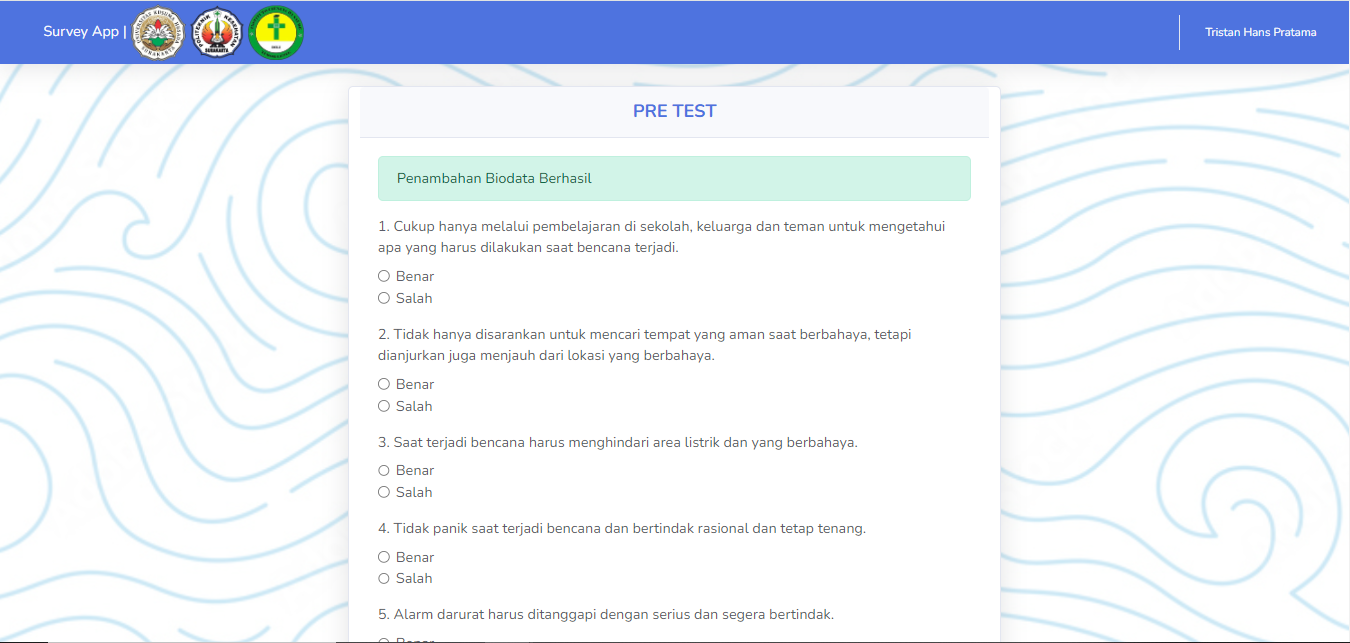 Survey App |
Tristan Hans Pratama
PRE TEST
Penambahan Biodata Berhasil
1. Cukup hanya melalui pembelajaran di sekolah, keluarga dan teman untuk mengetahui
apa yang harus dilakukan saat bencana terjadi.
Benar
Salah
2. Tidak hanya disarankan untuk mencari tempat yang aman saat berbahaya, tetapi
dianjurkan juga menjauh dari lokasi yang berbahaya.
Benar
Salah
3. Saat terjadi bencana harus menghindari area listrik dan yang berbahaya.
Benar
Salah
4. Tidak panik saat terjadi bencana dan bertindak rasional dan tetap tenang.
Benar
Salah
5. Alarm darurat harus ditanggapi dengan serius dan segera bertindak.
Benar